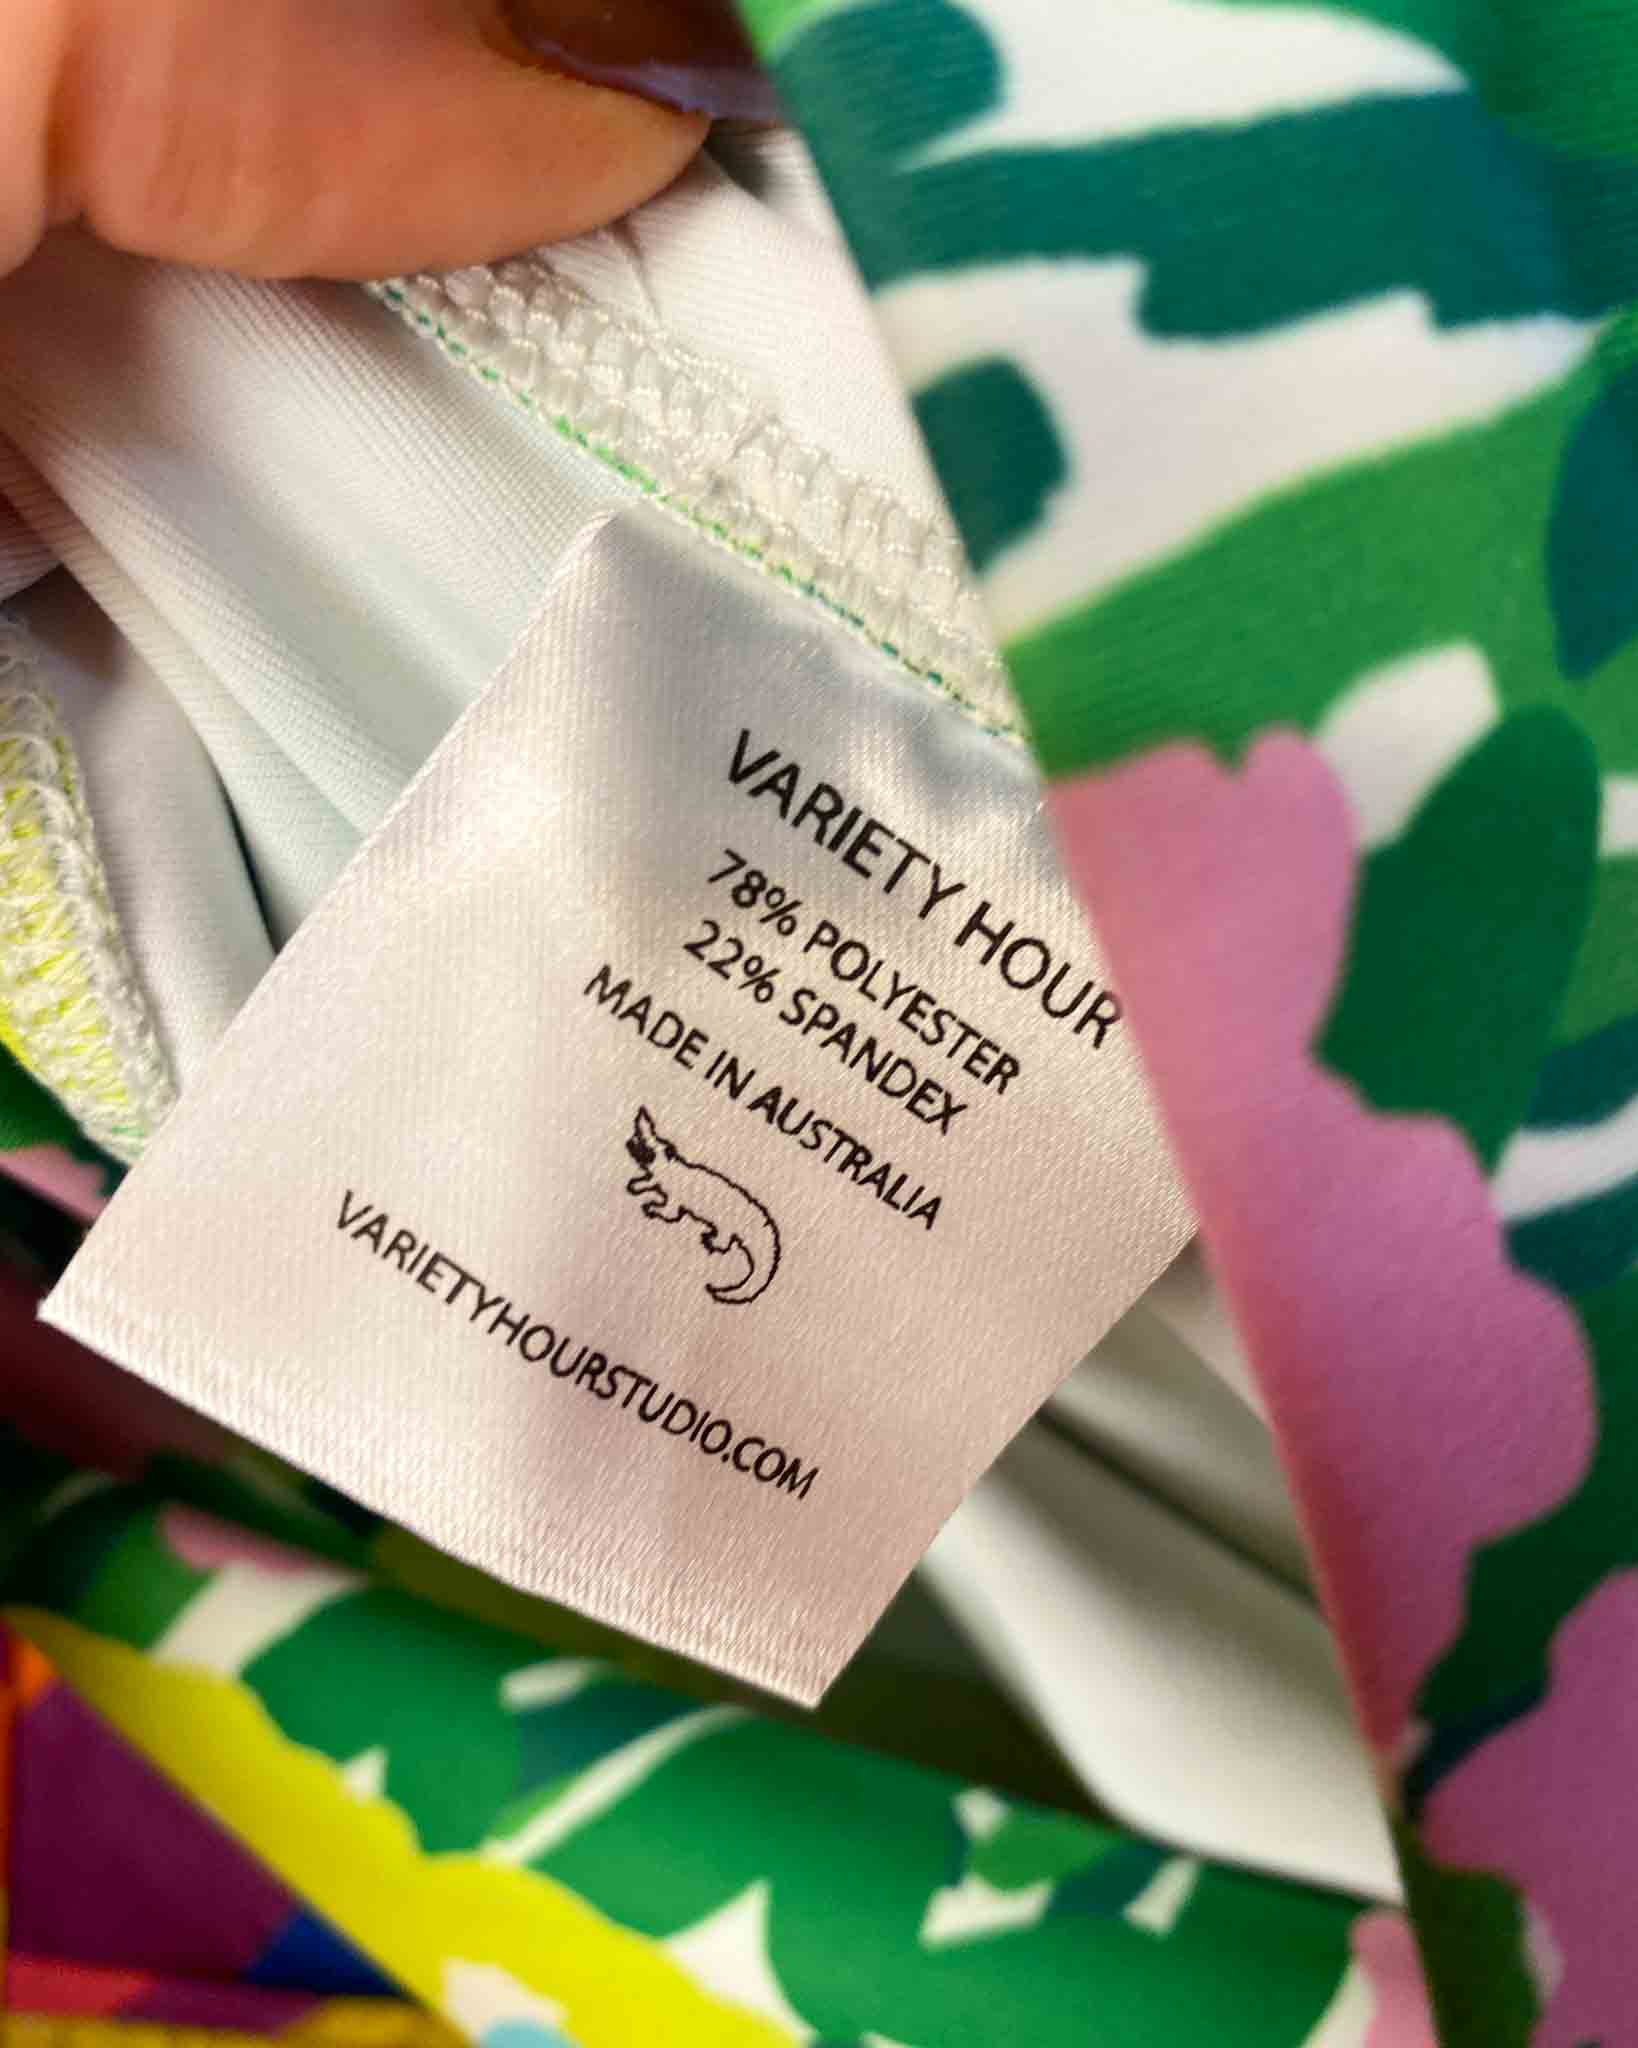 VARIETY HOUR
78% POLYESTER
22% SPANDEX
MADE IN AUSTRALIA
VARIETYHOURSTUDIO.COM